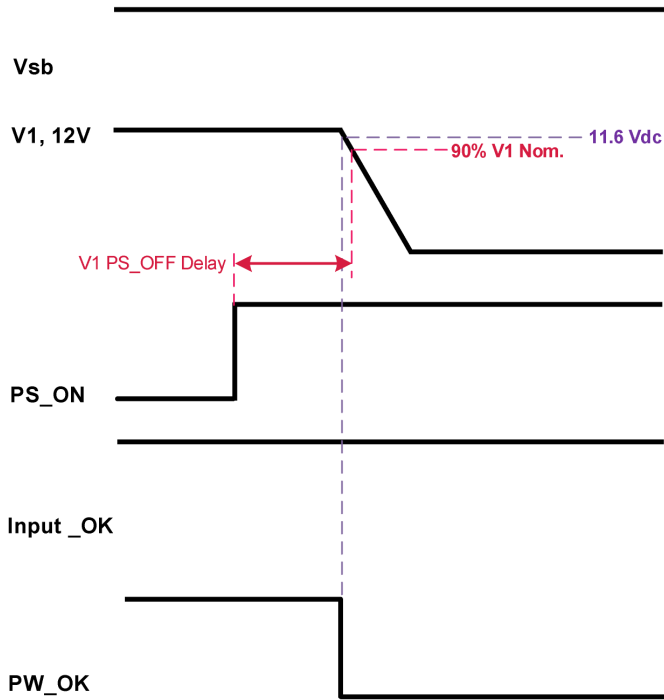 Vsb
V1, 12V
11.6 Vdc
90% V1 Nom.
V1 PS_OFF Delay
PS_ON
Input _OK
PW_OK